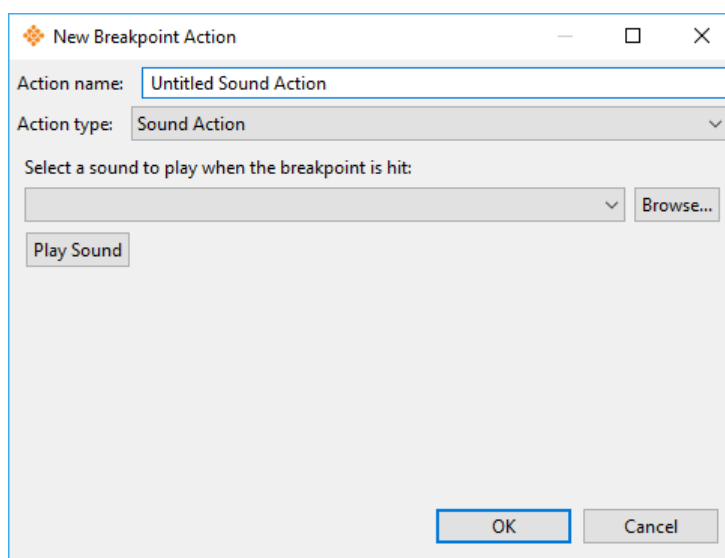 New Breakpoint Action
Action name: Untitled Sound Action
Action type: Sound Action
Select a sound to play when the breakpoint is hit:
Browse...
Play Sound
OK Cancel